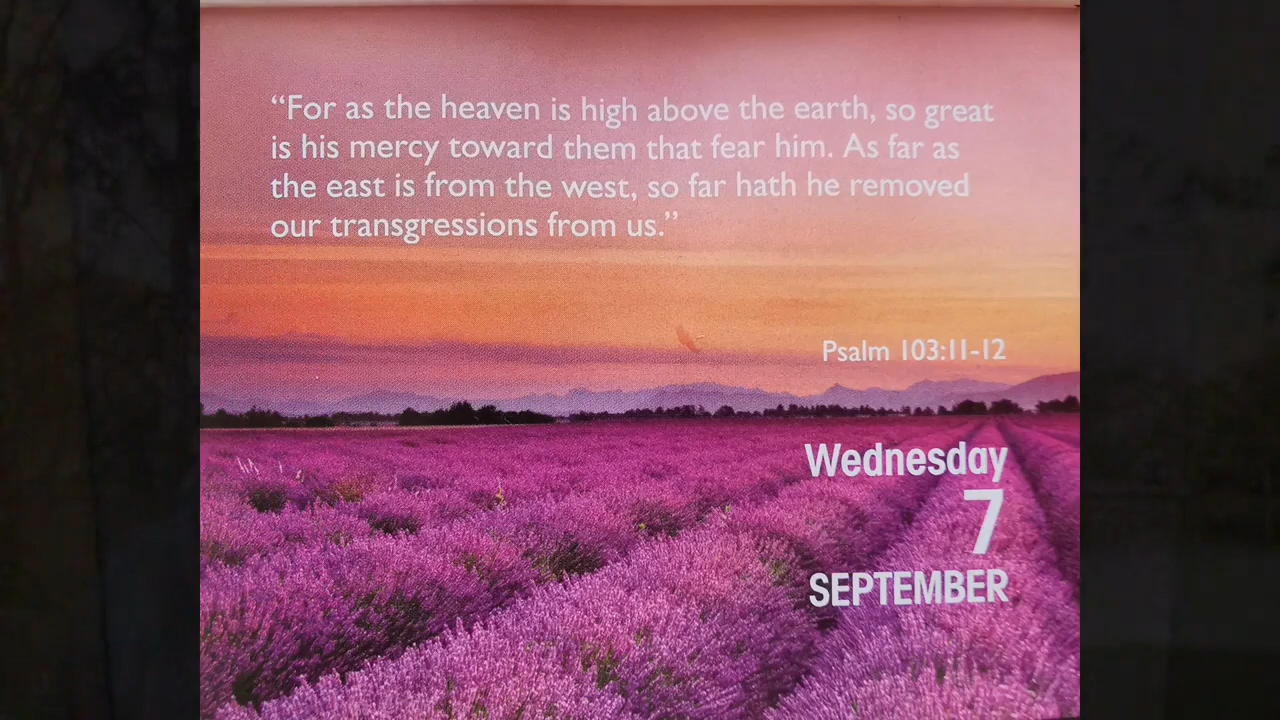 “For as the heaven is high above the earth, so great
is his mercy toward them that fear him. As far as
the east is from the west, so far hath he removed
our transgressions from us.”
Psalm 103:11-12
Wednesday
7
SEPTEMBER